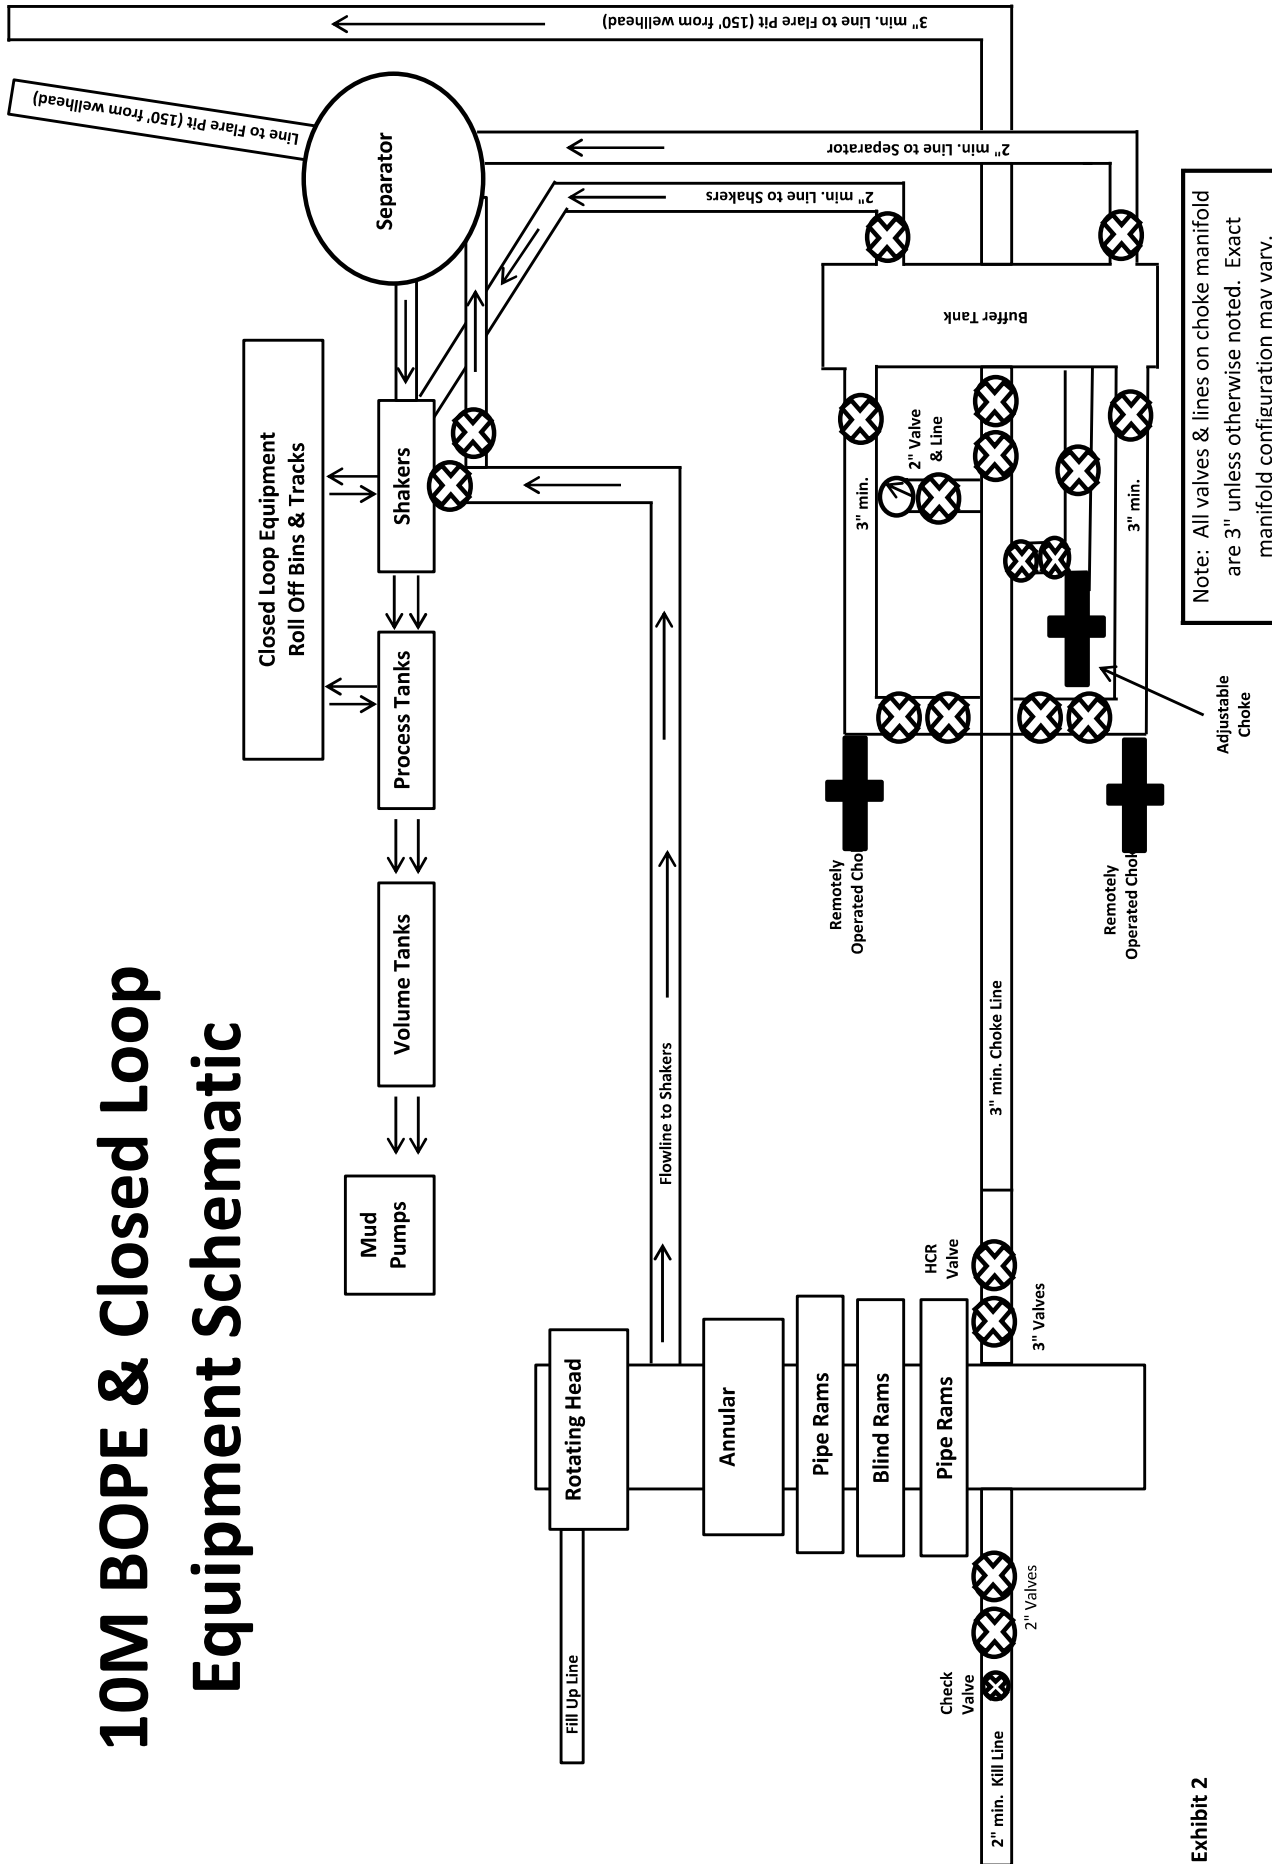 10M BOPE & Closed Loop
Equipment Schematic
Closed Loop Equipment
Roll Off Bins & Tracks
Mud
Pumps
Volume Tanks
Process Tanks
Shakers
Separator
Line to Flare Pit (150' from wellhead)
3" min. Line to Flare Pit (150' from wellhead)
2" min. Line to Separator
2" min. Line to Shakers
Fill Up Line
Rotating Head
Flowline to Shakers
Annular
Pipe Rams
Blind Rams
Pipe Rams
Check
Valve
HCR
Valve
2" min. Kill Line
2" Valves
3" Valves
3" min. Choke Line
Remotely
Operated Cho
3" min.
2" Valve
& Line
Buffer Tank
Remotely
Operated Chok
3" min.
Adjustable
Choke
Note: All valves & lines on choke manifold
are 3" unless otherwise noted. Exact
manifold configuration may vary.
Exhibit 2